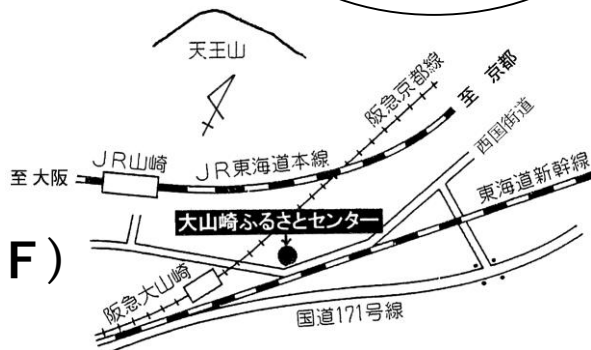 天王山
阪急京都線
至 京都
西国街道
JR山崎
JR東海道本線
至大阪
東海道新幹線
大山崎ふるさとセンター
F)
阪急大山崎
国道171号線